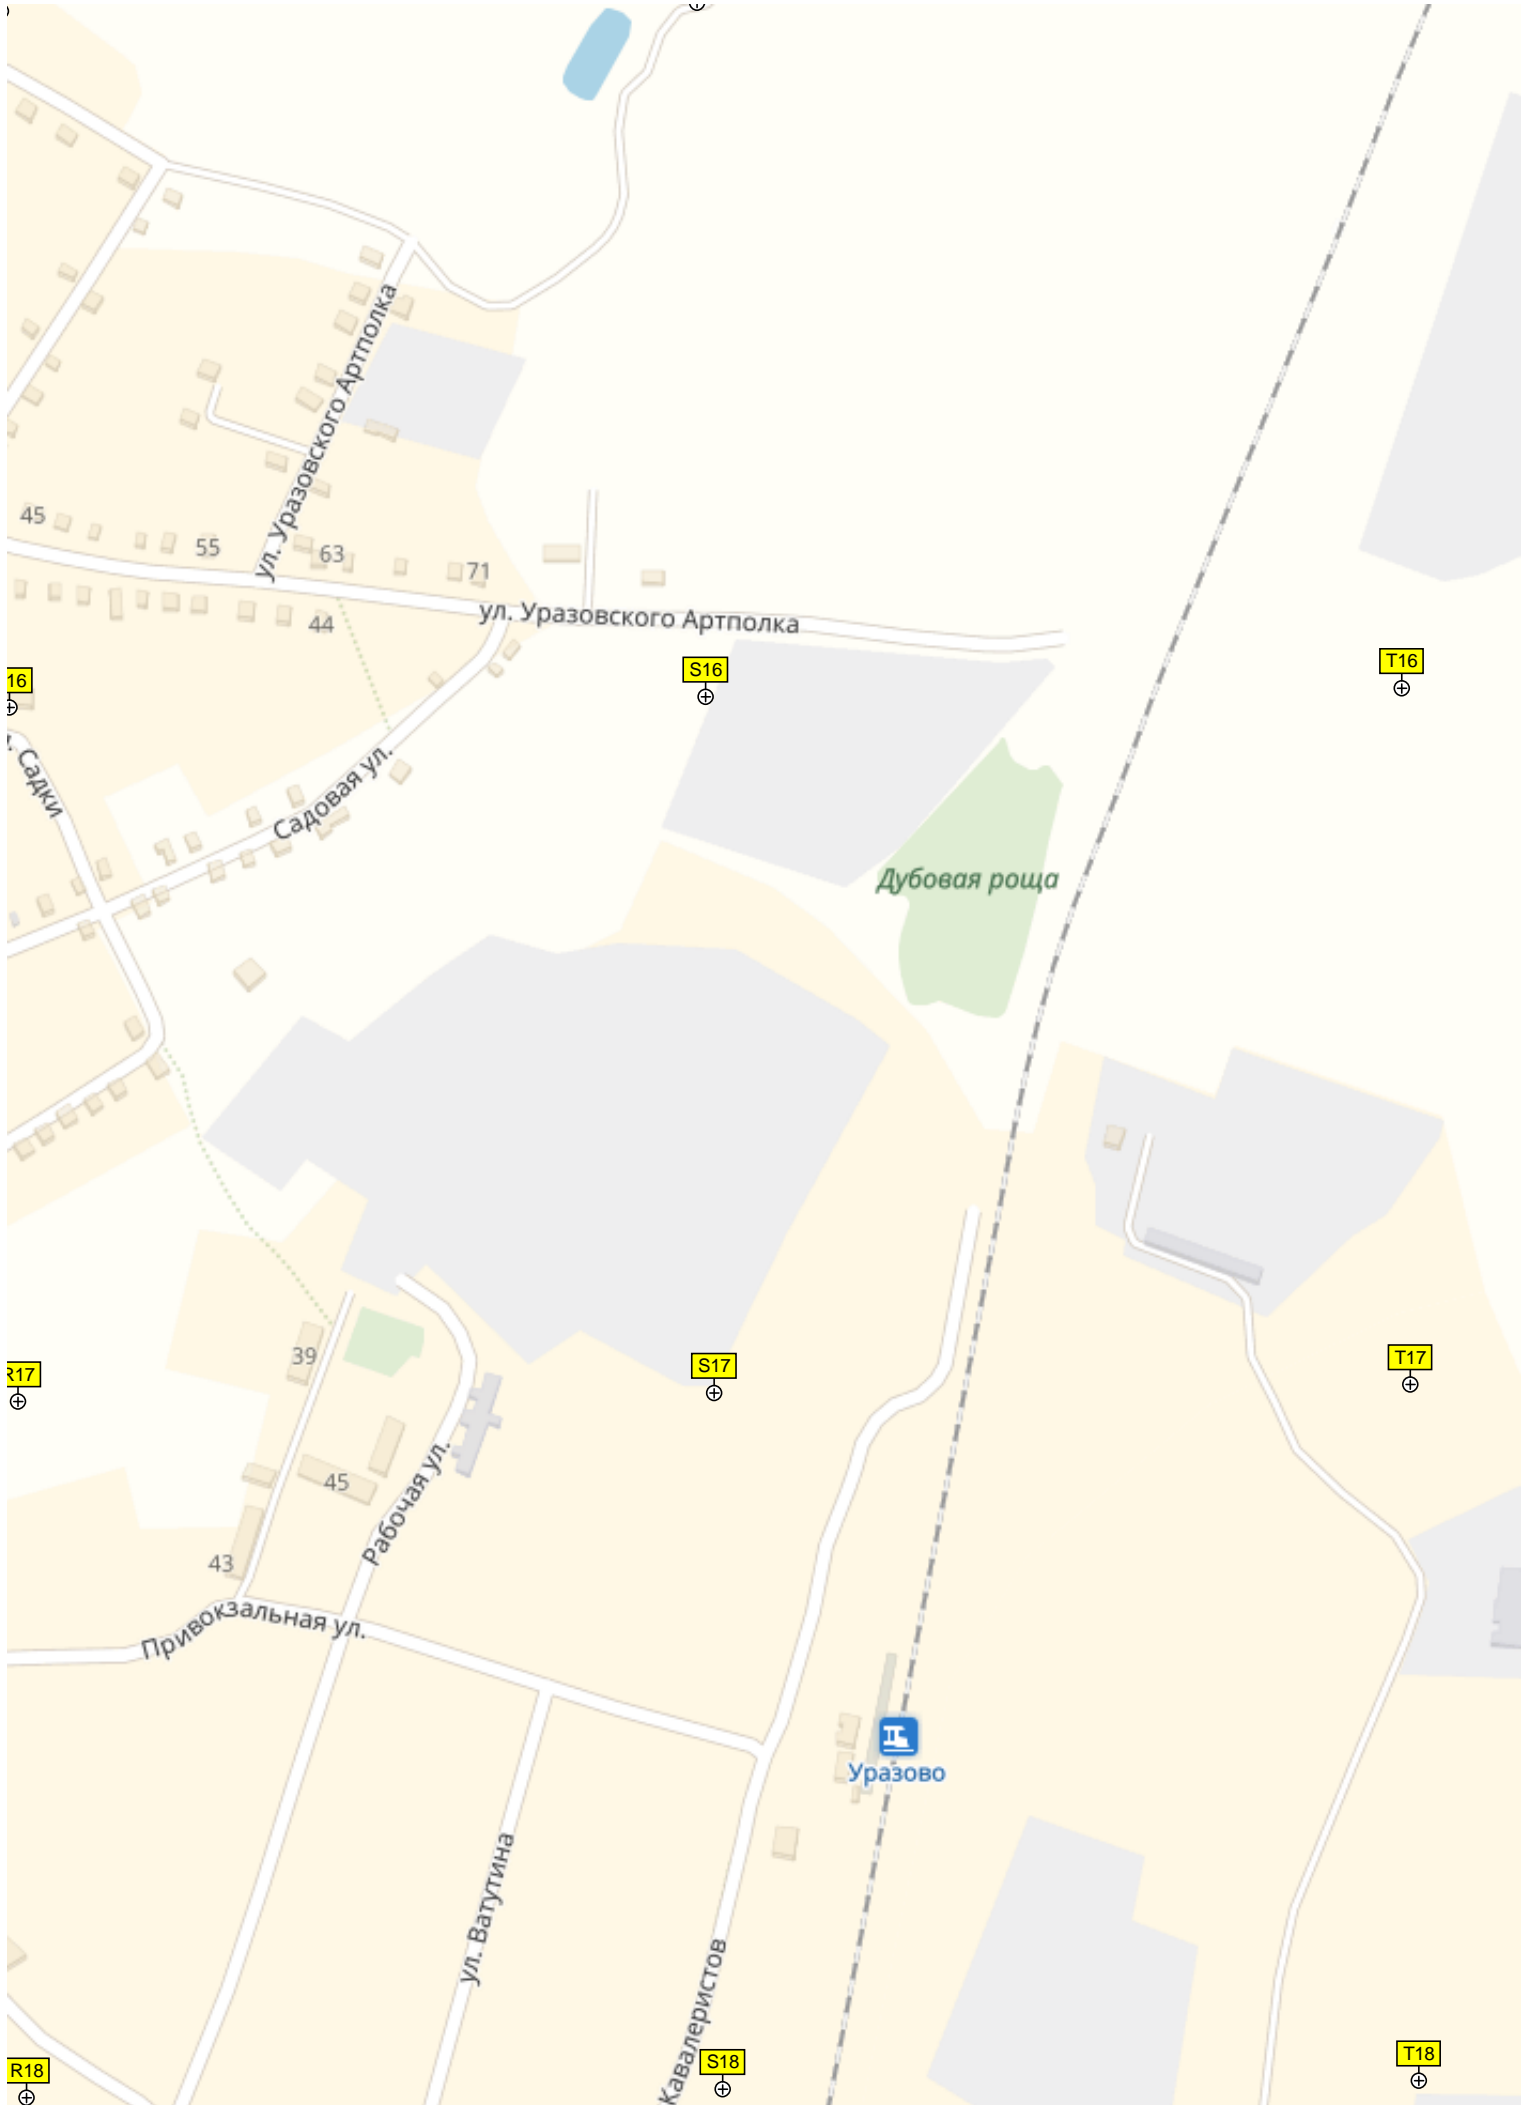 ул. Уразовского Артполка
45
55
63
71
44
ул. Уразовского Артполка
16
S16
T16
Садки
Садовая ул.
Дубовая роща
R17
S17
T17
39
45
Рабочая ул.
43
Привокзальная ул.
Уразово
ул. Ватутина
Кавалеристов
R18
S18
T18